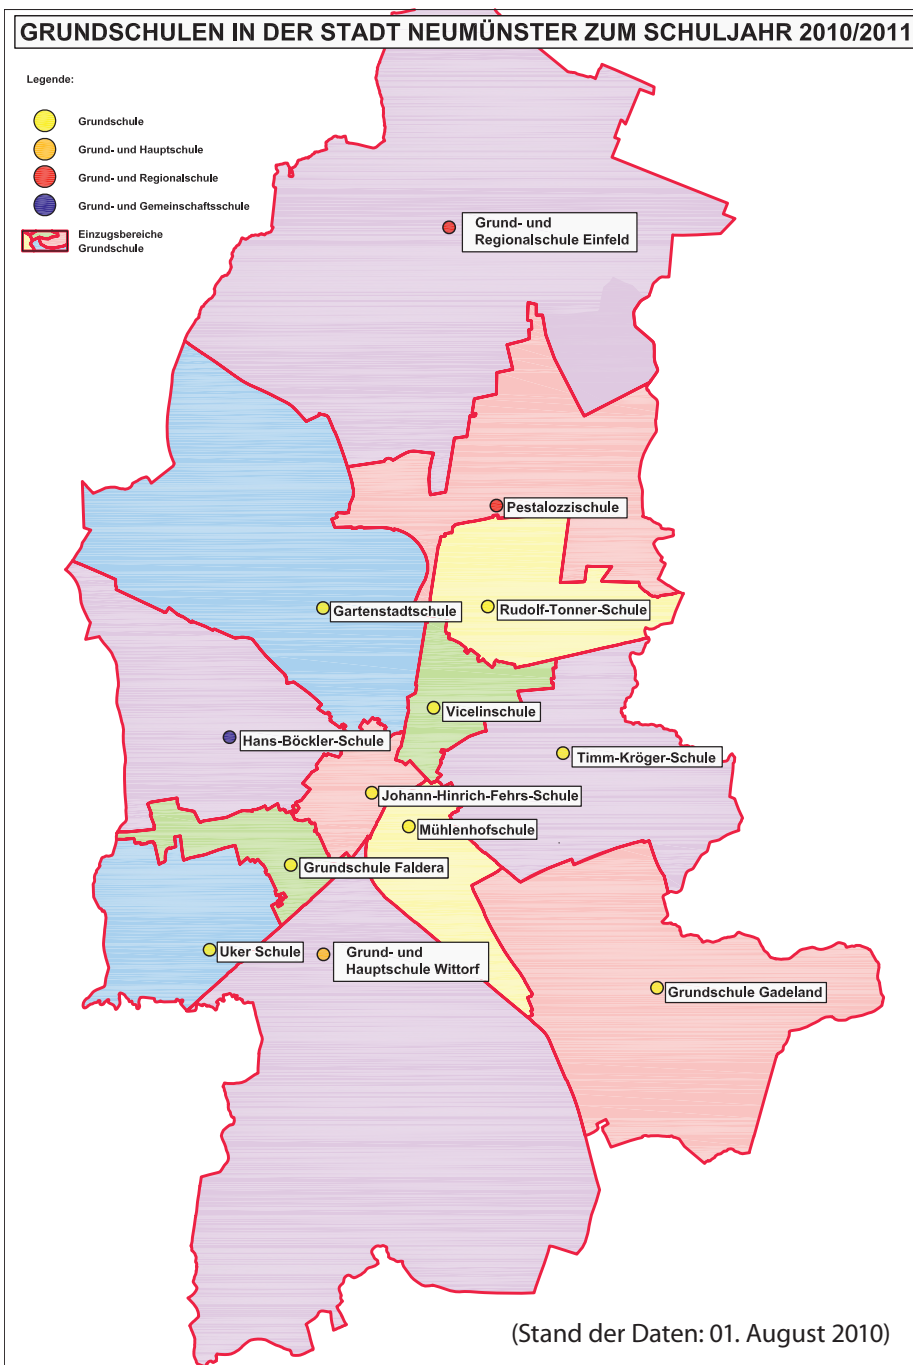 GRUNDSCHULEN IN DER STADT NEUMÜNSTER ZUM SCHULJAHR 2010/2011
Legende:
Grundschule
Grund- und Hauptschule
Grund- und Regionalschule
Grund- und Gemeinschaftsschule
Einzugsbereiche
Grundschule
Grund- und
Regionalschule Einfeld
Pestalozzischule
Gartenstadtschule
Rudolf-Tonner-Schule
Vicelinschule
Hans-Böckler-Schule
Timm-Kröger-Schule
Johann-Hinrich-Fehrs-Schule
Mühlenhofschule
Grundschule Faldera
Uker Schule
Grund- und
Hauptschule Wittorf
Grundschule Gadeland
(Stand der Daten: 01. August 2010)